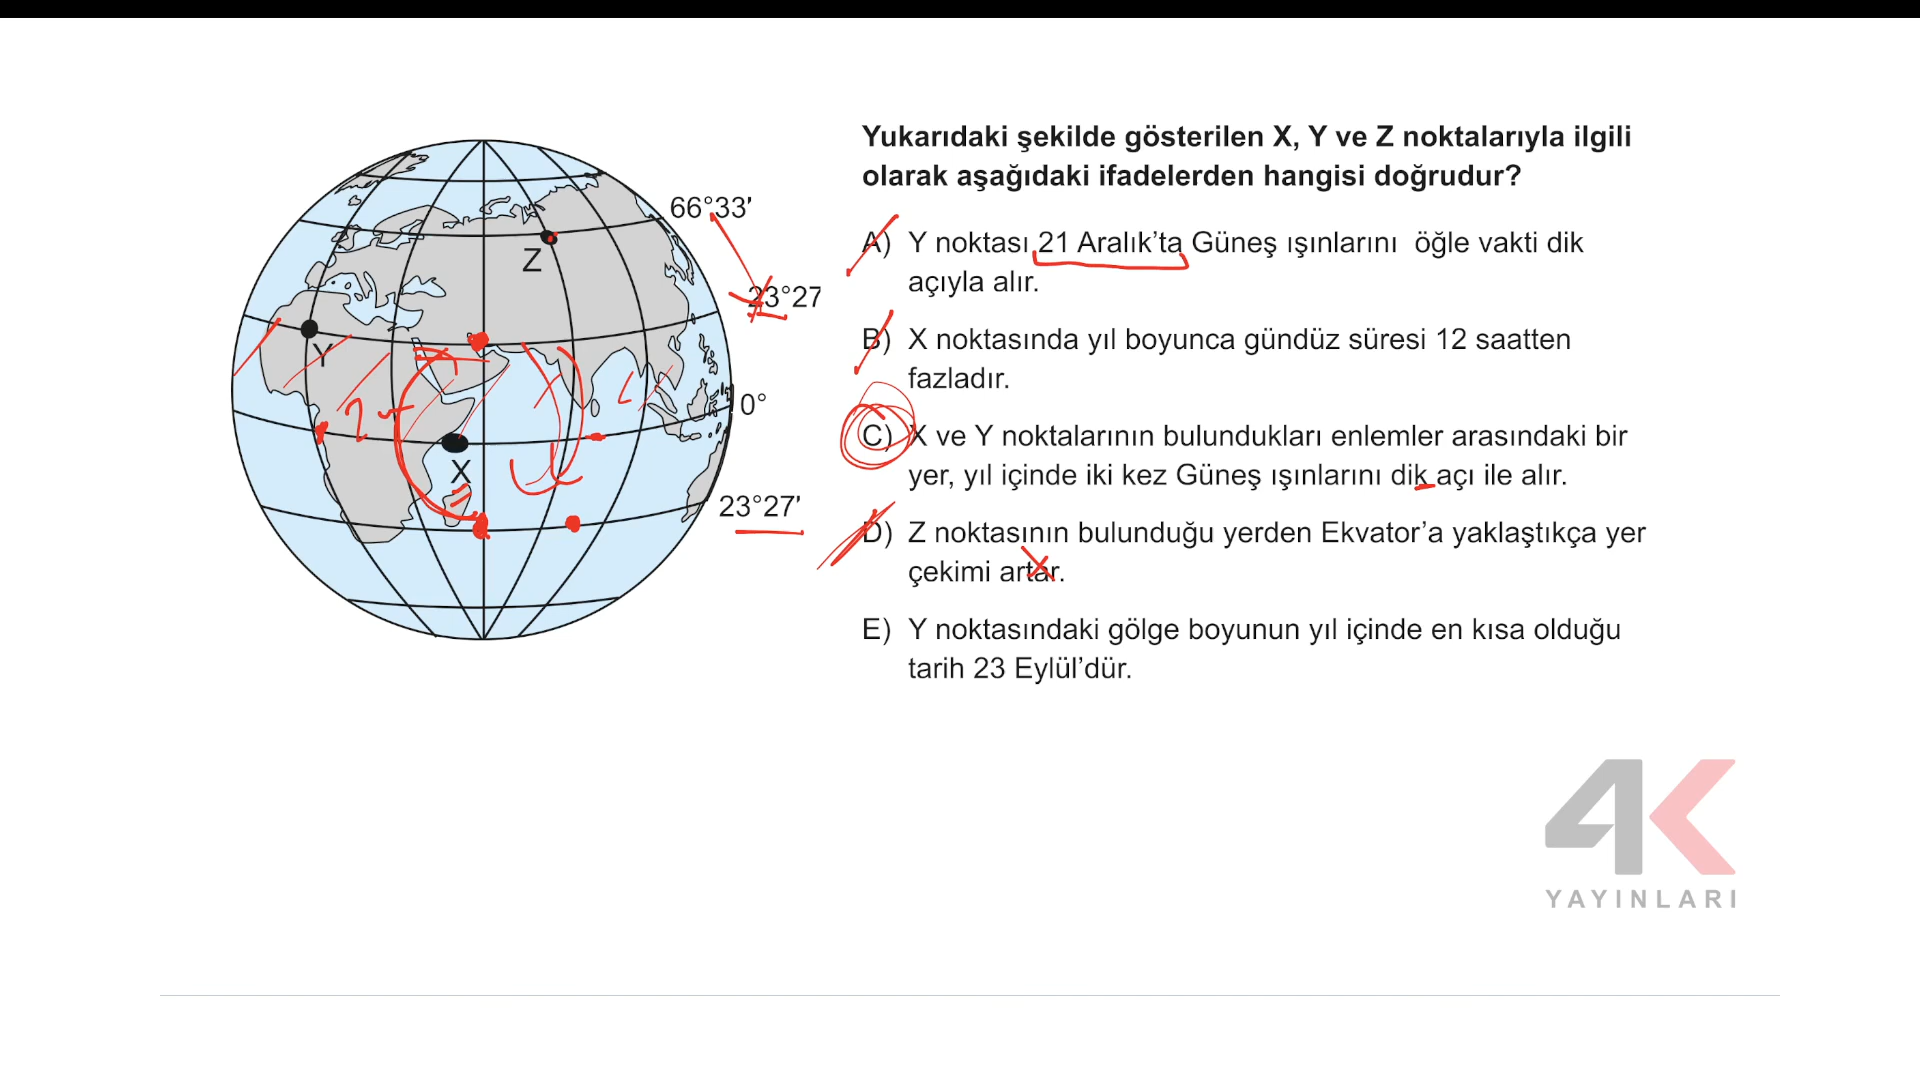 Yukarıdaki şekilde gösterilen X, Y ve Z noktalarıyla ilgili
olarak aşağıdaki ifadelerden hangisi doğrudur?
66°33'
Z
23°27
Y
0°
X
23°27'
A) Y noktası 21 Aralık'ta Güneş ışınlarını öğle vakti dik
açıyla alır.
B) X noktasında yıl boyunca gündüz süresi 12 saatten
fazladır.
C) X ve Y noktalarının bulundukları enlemler arasındaki bir
yer, yıl içinde iki kez Güneş ışınlarını dik açı ile alır.
D) Z noktasının bulunduğu yerden Ekvator'a yaklaştıkça yer
çekimi artar.
E) Y noktasındaki gölge boyunun yıl içinde en kısa olduğu
tarih 23 Eylül'dür.
4K
YAYINLARI